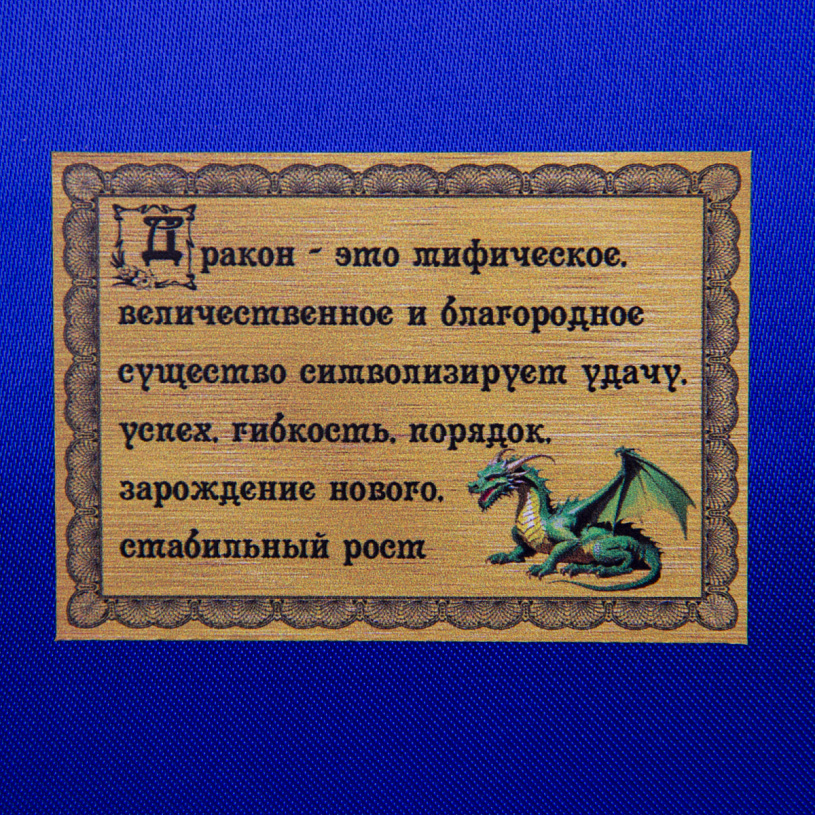 Дракон - это мифическое,
величественное и благородное
существо символизирует удачу,
успех, гибкость, порядок,
зарождение нового,
стабильный рост